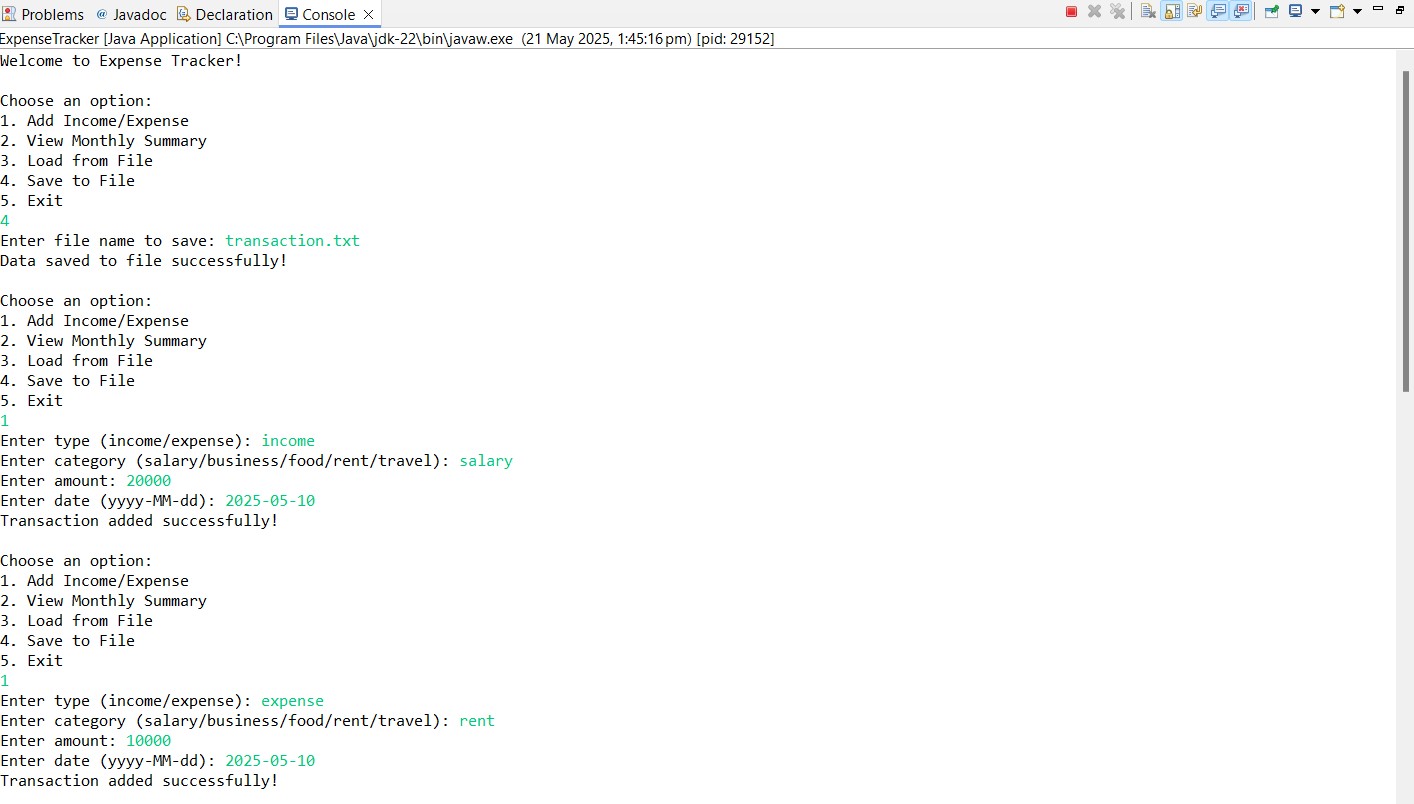 Problems @ Javadoc Declaration Console
ExpenseTracker [Java Application] C:\Program Files\Java\jdk-22\bin\javaw.exe (21 May 2025, 1:45:16 pm) [pid: 29152]
Welcome to Expense Tracker!

Choose an option:
1. Add Income/Expense
2. View Monthly Summary
3. Load from File
4. Save to File
5. Exit
4
Enter file name to save: transaction.txt
Data saved to file successfully!

Choose an option:
1. Add Income/Expense
2. View Monthly Summary
3. Load from File
4. Save to File
5. Exit
1
Enter type (income/expense): income
Enter category (salary/business/food/rent/travel): salary
Enter amount: 20000
Enter date (yyyy-MM-dd): 2025-05-10
Transaction added successfully!

Choose an option:
1. Add Income/Expense
2. View Monthly Summary
3. Load from File
4. Save to File
5. Exit
1
Enter type (income/expense): expense
Enter category (salary/business/food/rent/travel): rent
Enter amount: 10000
Enter date (yyyy-MM-dd): 2025-05-10
Transaction added successfully!